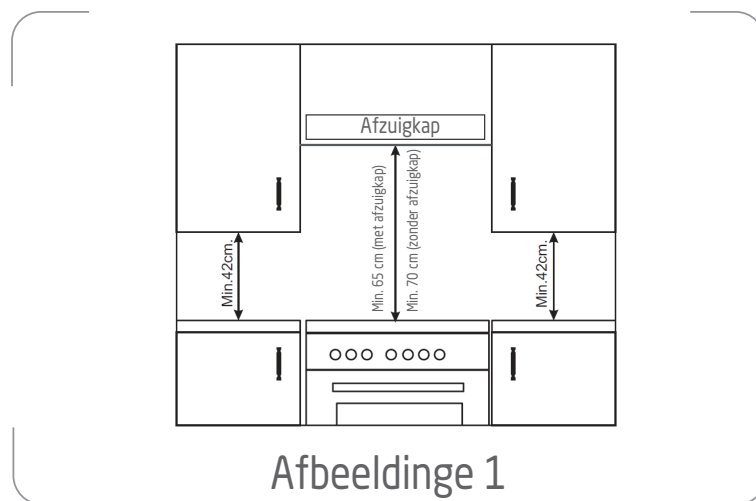 Afzuigkap
Min. 65 cm (met afzuigkap)
Min. 70 cm (zonder afzuigkap)
Min.42cm.
Min.42cm.
Afbeeldinge 1